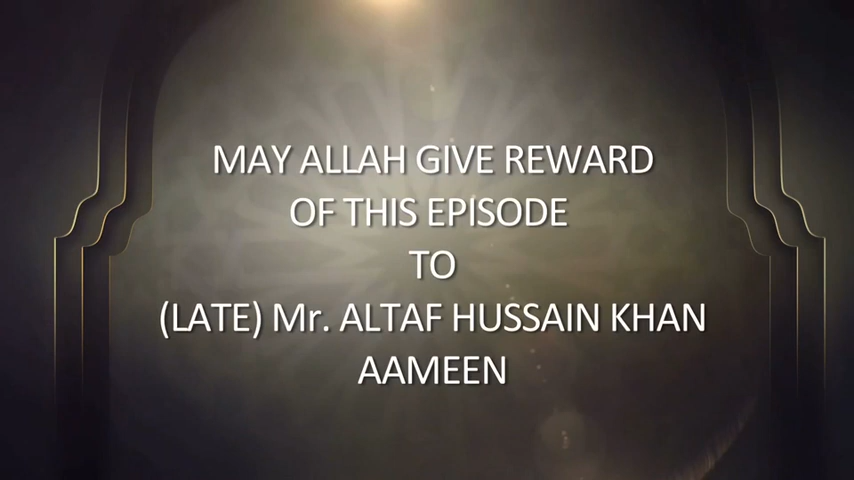 MAY ALLAH GIVE REWARD
OF THIS EPISODE
TO
(LATE) Mr. ALTAF HUSSAIN KHAN
AAMEEN